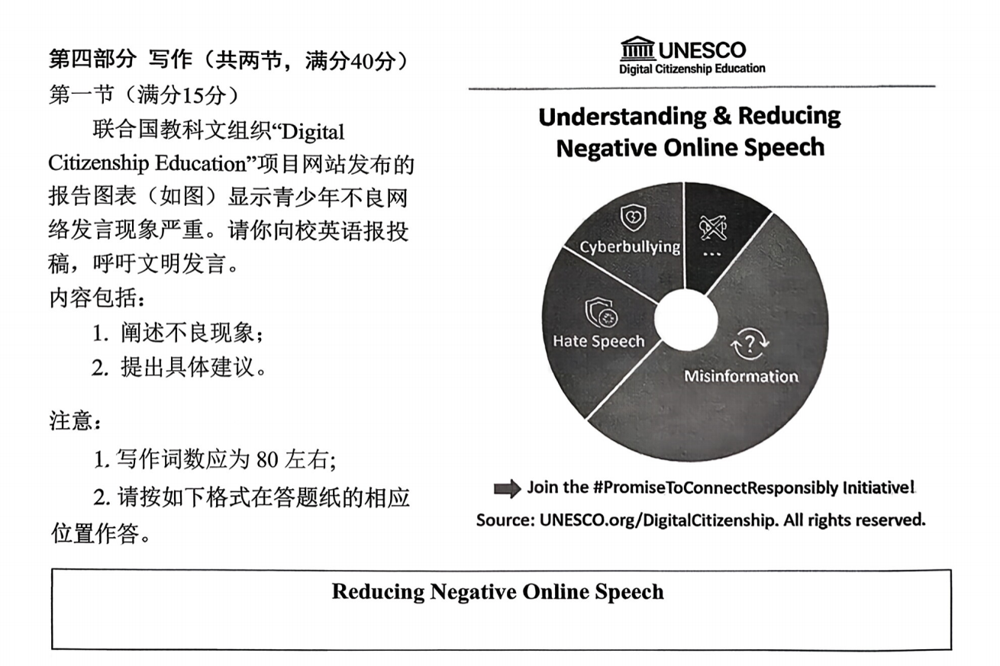 第四部分 写作（共两节，满分40分）
第一节（满分15分）
联合国教科文组织“Digital
Citizenship Education”项目网站发布的
报告图表（如图）显示青少年不良网
络发言现象严重。请你向校英语报投
稿，呼吁文明发言。
内容包括：
1. 阐述不良现象；
2. 提出具体建议。
注意：
1. 写作词数应为 80 左右;
2. 请按如下格式在答题纸的相应
位置作答。
UNESCO
Digital Citizenship Education
Understanding & Reducing
Negative Online Speech
Cyberbullying
...
Hate Speech
?
Misinformation
Join the #PromiseToConnectResponsibly Initiative!
Source: UNESCO.org/DigitalCitizenship. All rights reserved.
Reducing Negative Online Speech